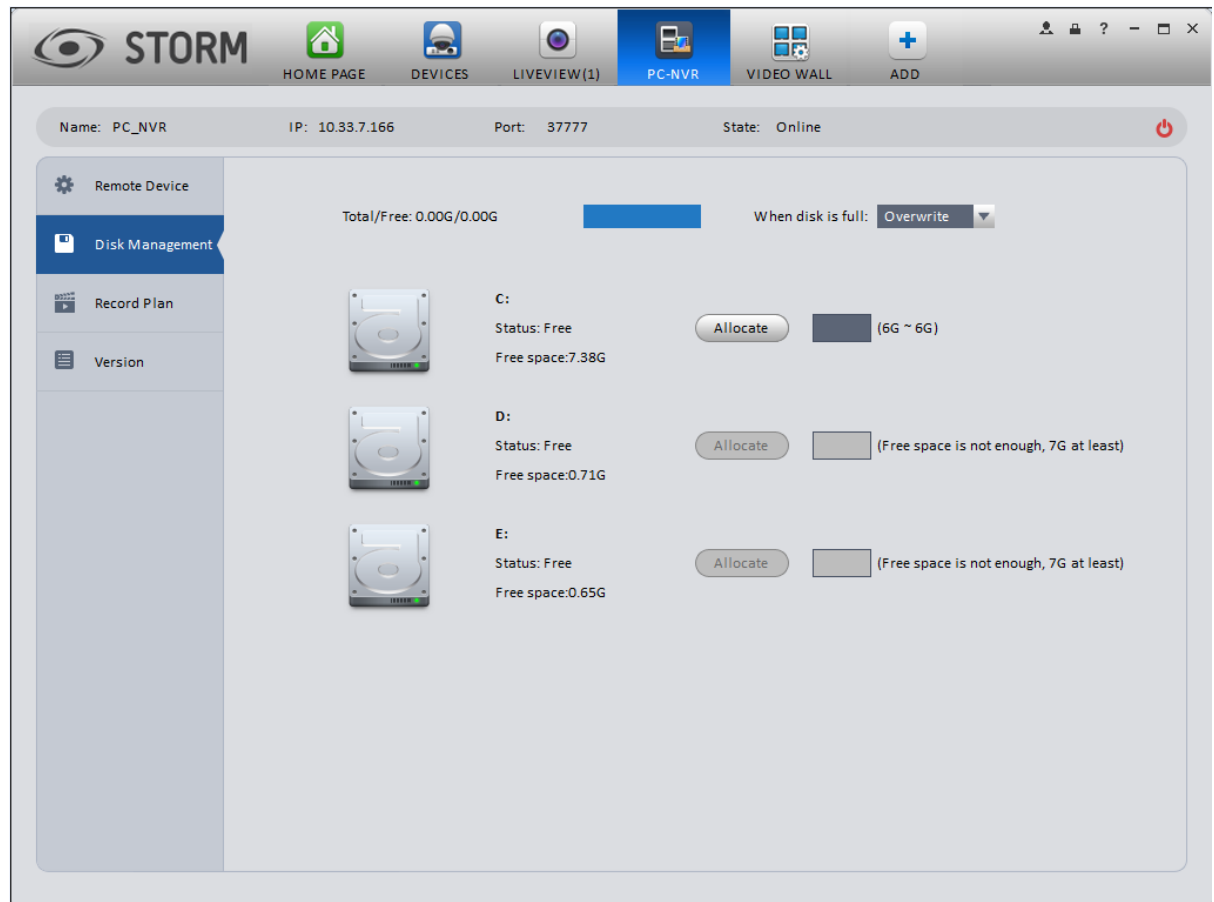 STORM
HOME PAGE DEVICES LIVEVIEW(1) PC-NVR VIDEO WALL ADD
Name: PC_NVR IP: 10.33.7.166 Port: 37777 State: Online
Remote Device
Disk Management
Record Plan
Version
Total/Free: 0.00G/0.00G When disk is full: Overwrite
C:
Status: Free Allocate (6G ~ 6G)
Free space:7.38G
D:
Status: Free Allocate (Free space is not enough, 7G at least)
Free space:0.71G
E:
Status: Free Allocate (Free space is not enough, 7G at least)
Free space:0.65G